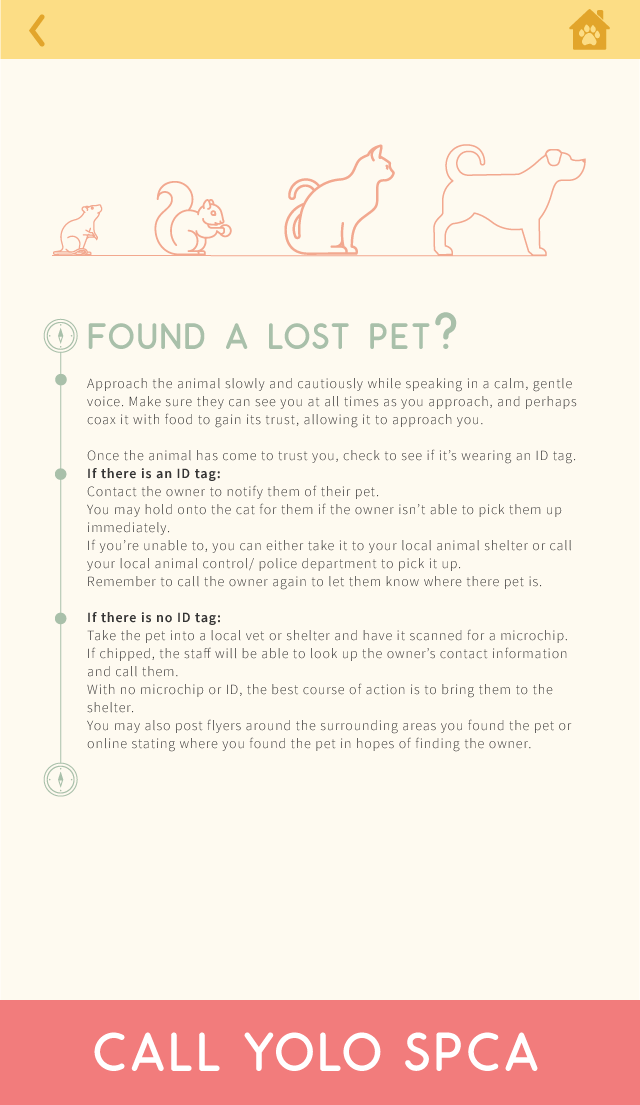 FOUND A LOST PET?
Approach the animal slowly and cautiously while speaking in a calm, gentle
voice. Make sure they can see you at all times as you approach, and perhaps
coax it with food to gain its trust, allowing it to approach you.
Once the animal has come to trust you, check to see if it’s wearing an ID tag.
If there is an ID tag:
Contact the owner to notify them of their pet.
You may hold onto the cat for them if the owner isn’t able to pick them up
immediately.
If you’re unable to, you can either take it to your local animal shelter or call
your local animal control/ police department to pick it up.
Remember to call the owner again to let them know where there pet is.
If there is no ID tag:
Take the pet into a local vet or shelter and have it scanned for a microchip.
If chipped, the staff will be able to look up the owner’s contact information
and call them.
With no microchip or ID, the best course of action is to bring them to the
shelter.
You may also post flyers around the surrounding areas you found the pet or
online stating where you found the pet in hopes of finding the owner.
CALL YOLO SPCA